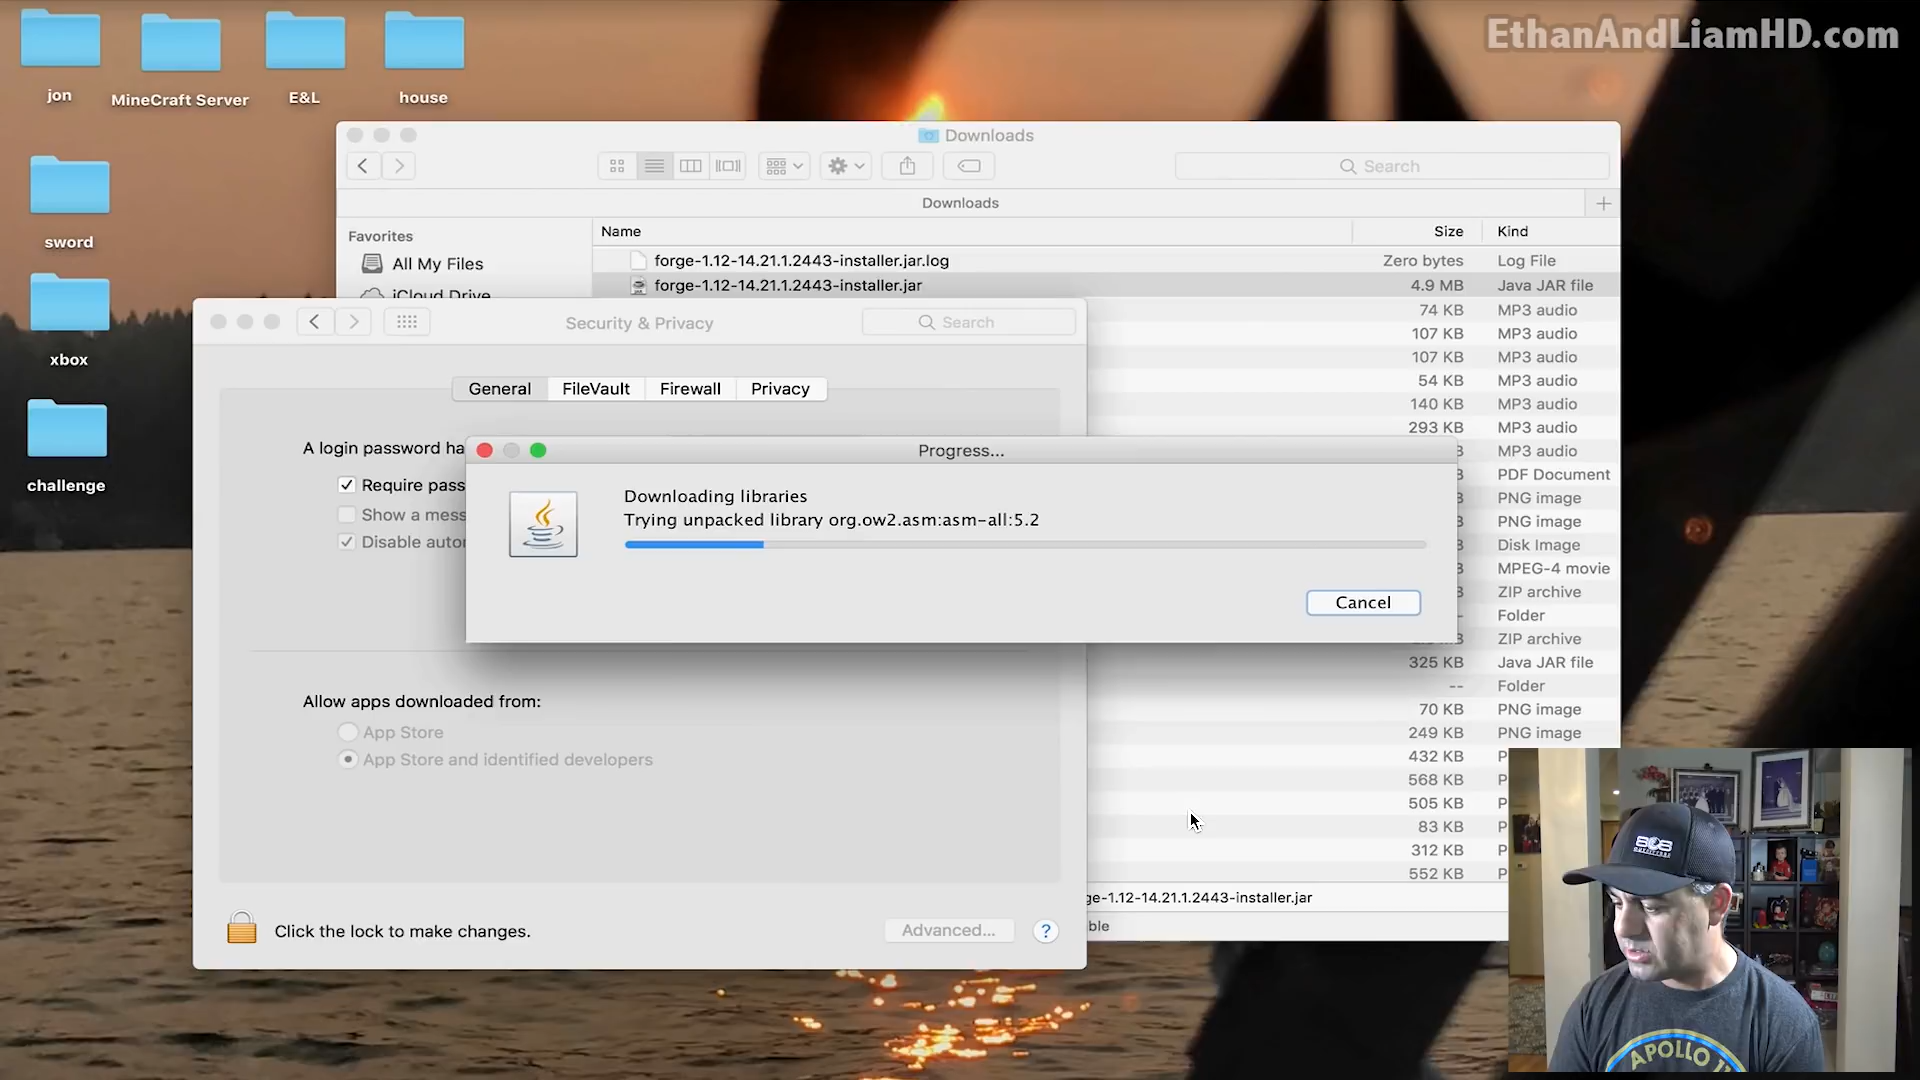 EthanAndLiamHD.com
jon
MineCraft Server
E&L
house
sword
xbox
challenge
Downloads
Search
Downloads
Favorites
All My Files
iCloud Drive
Name Size Kind
forge-1.12-14.21.1.2443-installer.jar.log Zero bytes Log File
forge-1.12-14.21.1.2443-installer.jar 4.9 MB Java JAR file
74 KB MP3 audio
107 KB MP3 audio
107 KB MP3 audio
54 KB MP3 audio
140 KB MP3 audio
293 KB MP3 audio
MP3 audio
PDF Document
PNG image
PNG image
Disk Image
MPEG-4 movie
ZIP archive
Folder
ZIP archive
325 KB Java JAR file
-- Folder
70 KB PNG image
249 KB PNG image
432 KB P
568 KB P
505 KB P
83 KB P
312 KB P
552 KB P
ge-1.12-14.21.1.2443-installer.jar
ble
Security & Privacy
Search
General FileVault Firewall Privacy
A login password ha
Require pass
Show a mess
Disable autor
Allow apps downloaded from:
App Store
App Store and identified developers
Click the lock to make changes.
Advanced...
?
Progress...
Downloading libraries
Trying unpacked library org.ow2.asm:asm-all:5.2
Cancel
808
APOLLO